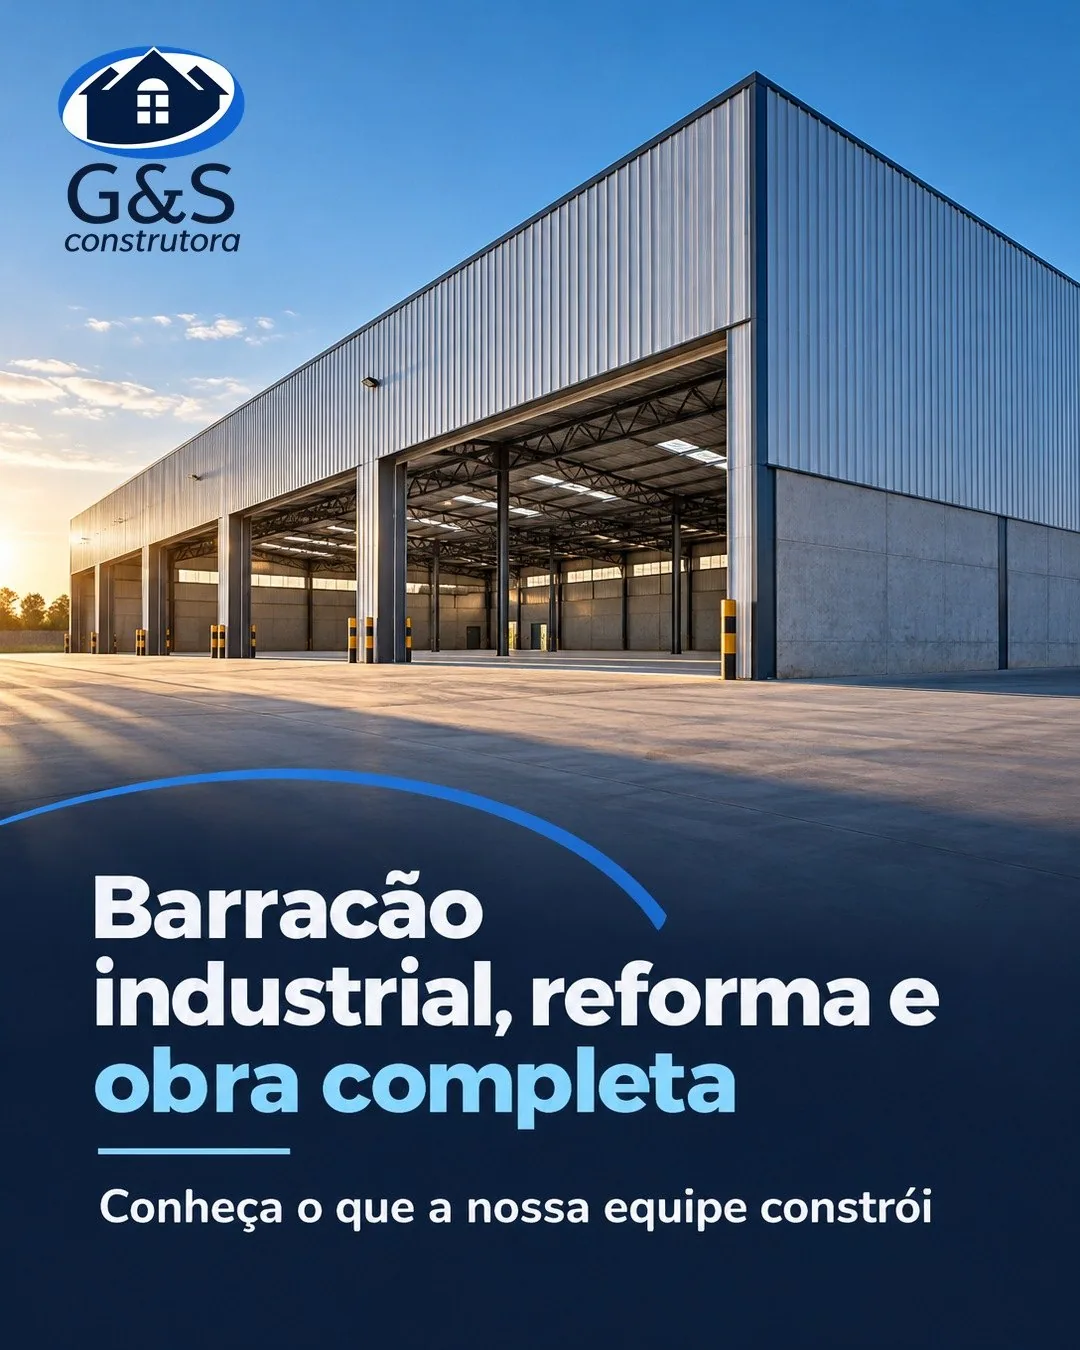 G&S
construtora
Barracão
industrial, reforma e
obra completa
Conheça o que a nossa equipe constrói